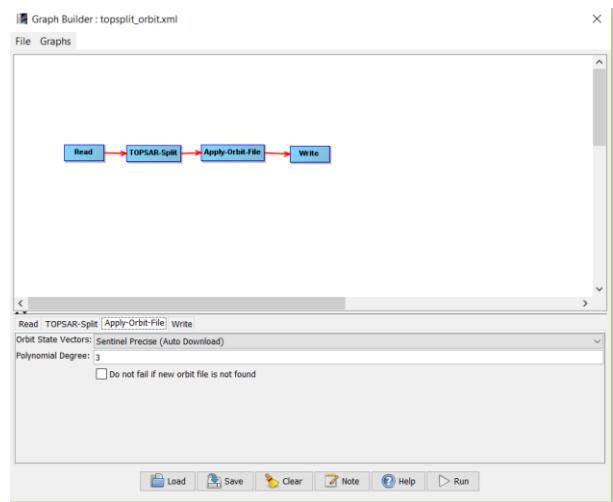 Graph Builder : topsplit_orbit.xml
File Graphs
Read TOPSAR-Split Apply-Orbit-File Write
Read TOPSAR-Split Apply-Orbit-File Write
Orbit State Vectors: Sentinel Precise (Auto Download)
Polynomial Degree: 3
Do not fail if new orbit file is not found
Load Save Clear Note Help Run